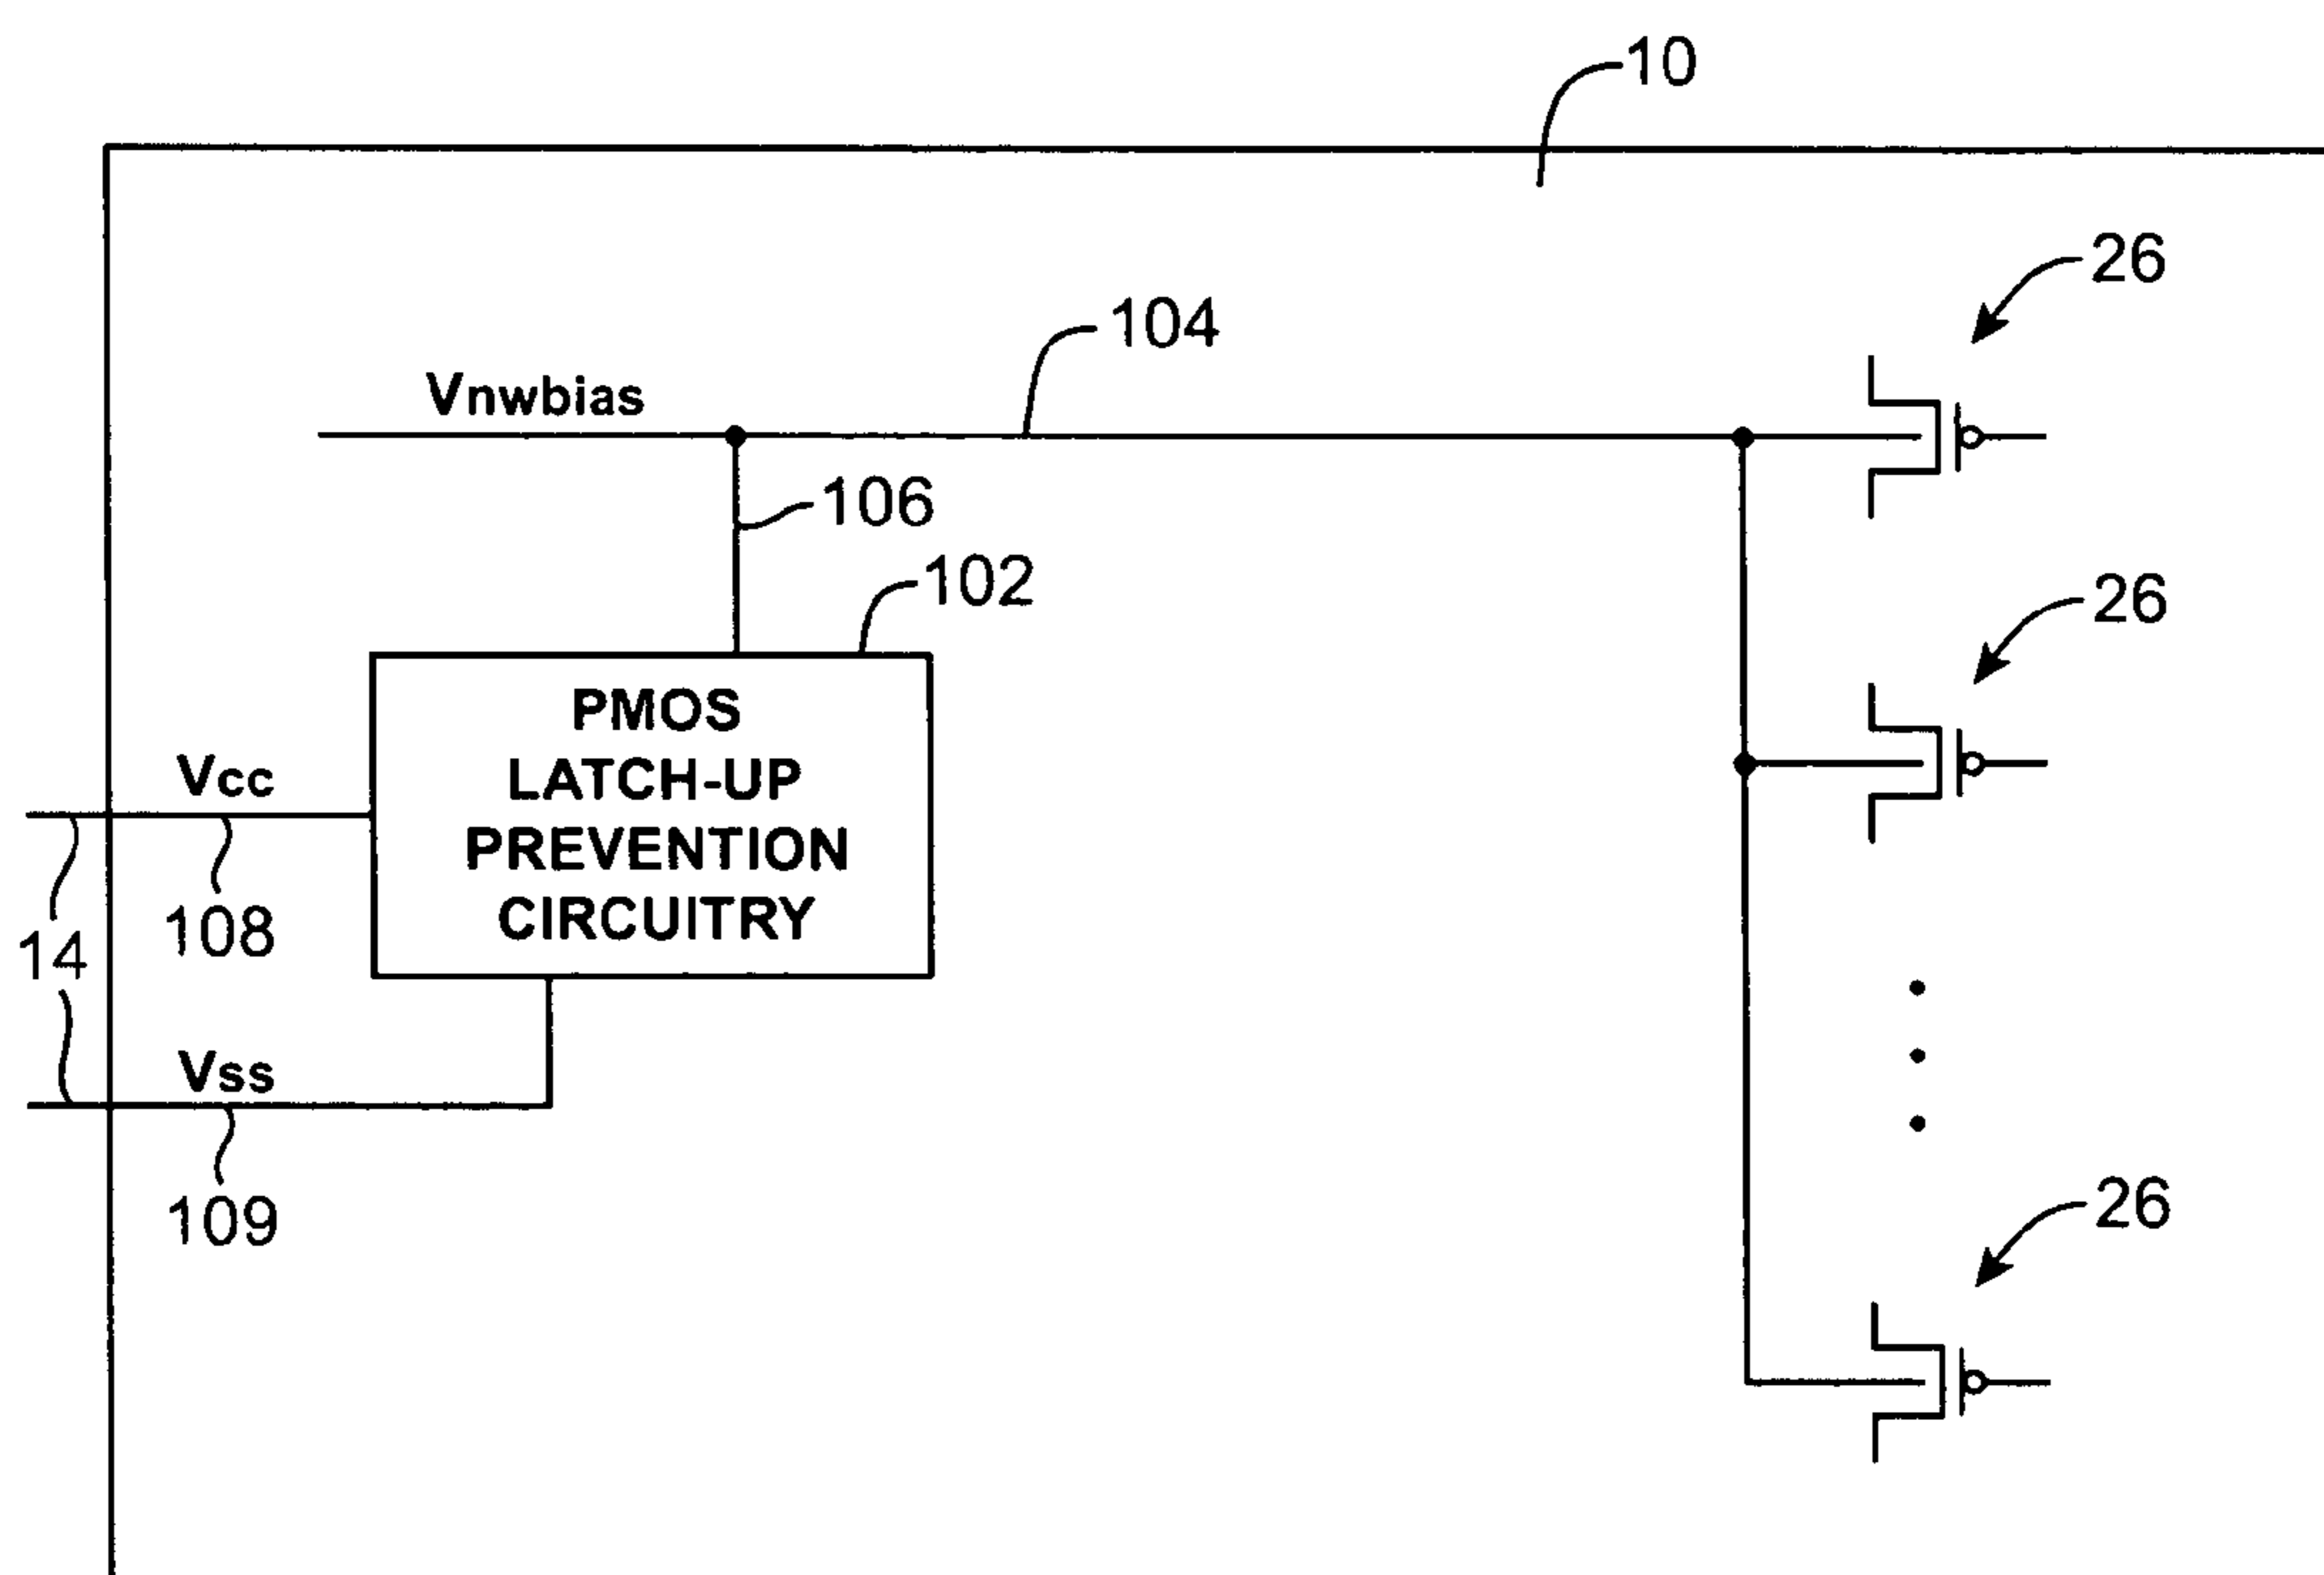 10
26
104
Vnwbias
106
102
26
PMOS
LATCH-UP
PREVENTION
CIRCUITRY
Vcc
108
14
Vss
109
26